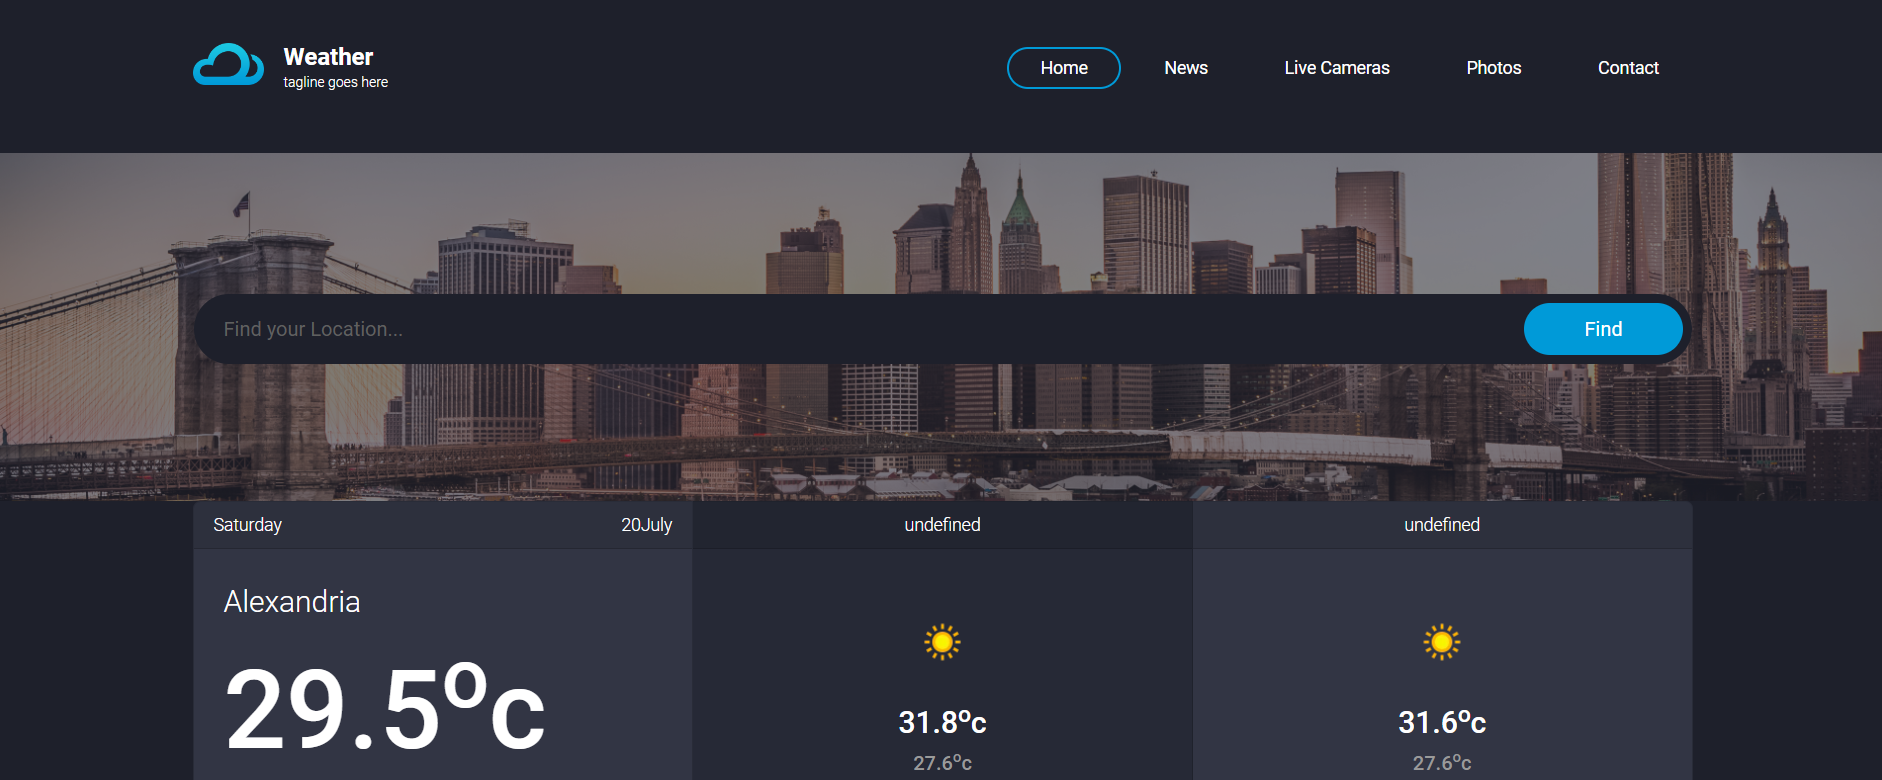 Weather
tagline goes here
Home News Live Cameras Photos Contact
Find your Location...
Find
Saturday 20July
undefined
undefined
Alexandria
29.5°c
31.8°c
27.6°c
31.6°c
27.6°c